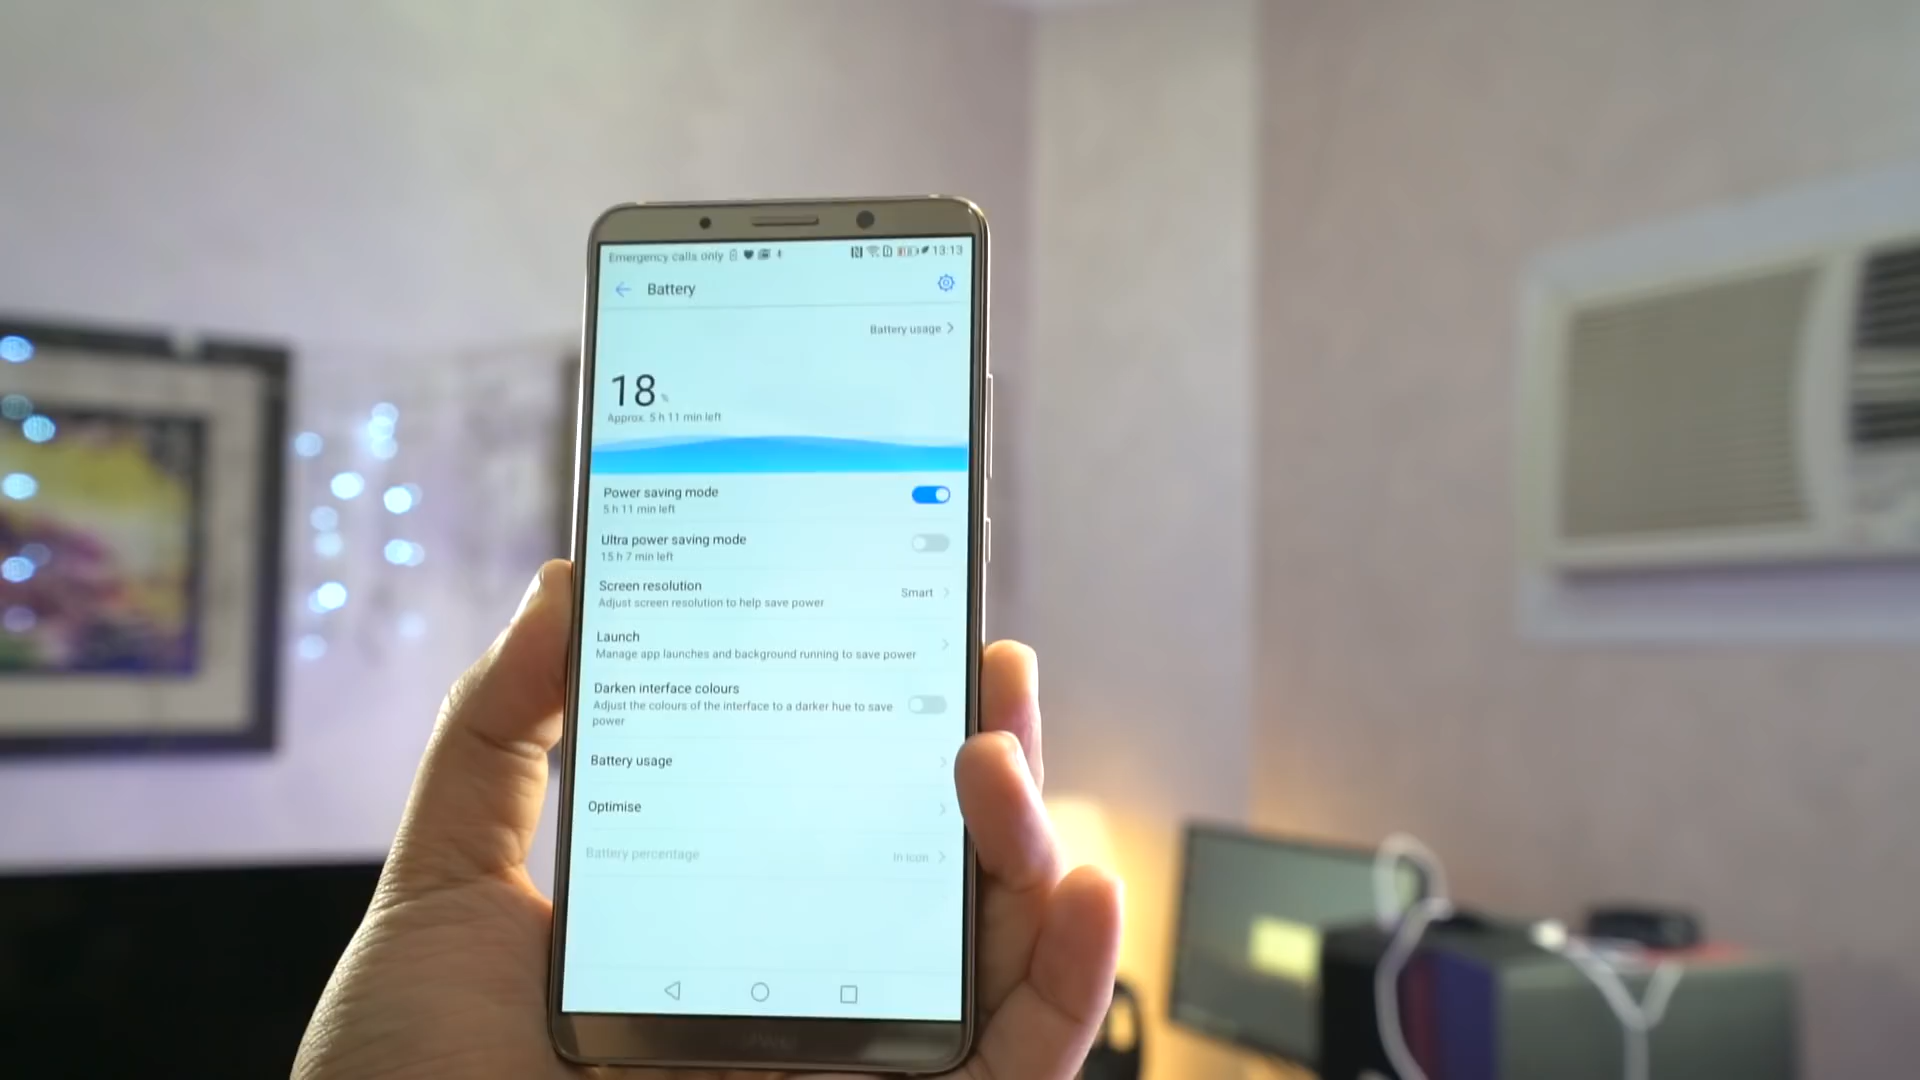 Emergency calls only 13:13
Battery
Battery usage
18 %
Approx. 5 h 11 min left
Power saving mode
5 h 11 min left
Ultra power saving mode
15 h 7 min left
Screen resolution
Smart
Adjust screen resolution to help save power
Launch
Manage app launches and background running to save power
Darken interface colours
Adjust the colours of the interface to a darker hue to save
power
Battery usage
Optimise
Battery percentage
In icon